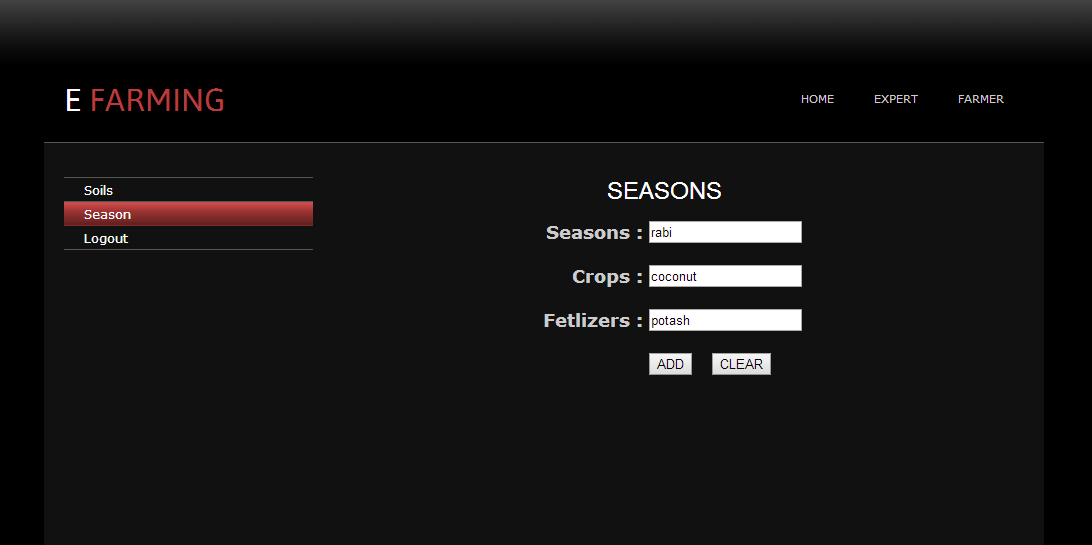 E FARMING
HOME EXPERT FARMER
Soils
Season
Logout
SEASONS
Seasons : rabi
Crops : coconut
Fetlizers : potash
ADD CLEAR